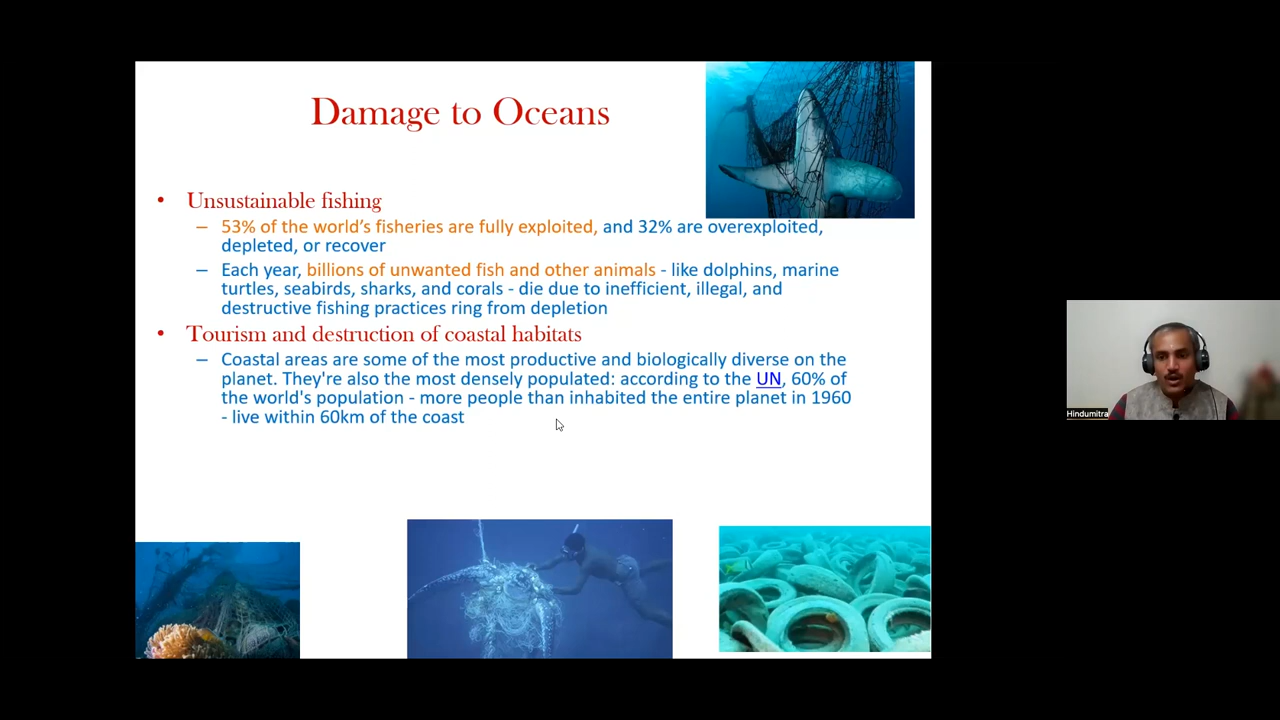 Damage to Oceans
• Unsustainable fishing
– 53% of the world's fisheries are fully exploited, and 32% are overexploited,
depleted, or recover
– Each year, billions of unwanted fish and other animals - like dolphins, marine
turtles, seabirds, sharks, and corals - die due to inefficient, illegal, and
destructive fishing practices ring from depletion
• Tourism and destruction of coastal habitats
– Coastal areas are some of the most productive and biologically diverse on the
planet. They're also the most densely populated: according to the UN, 60% of
the world's population - more people than inhabited the entire planet in 1960
- live within 60km of the coast
Hindumitra